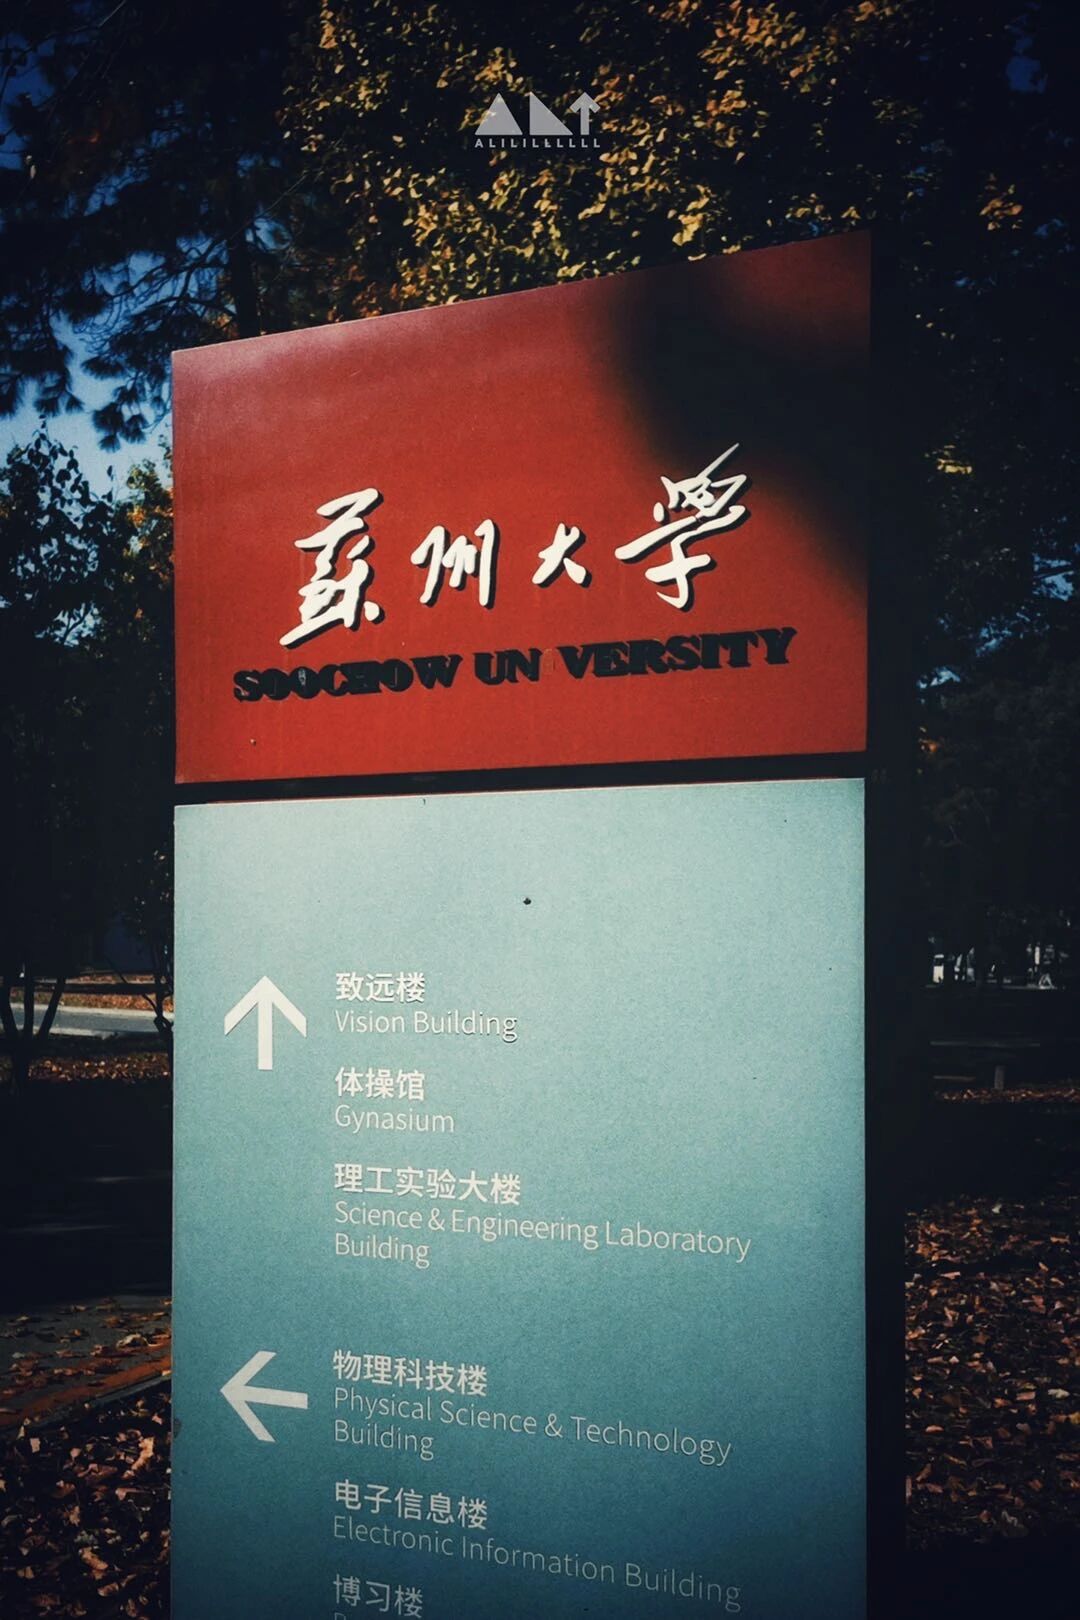 ALILILLLLLL
蘇州大學
SOOCHOW UN VERSITY
致远楼
Vision Building
体操馆
Gynasium
理工实验大楼
Science & Engineering Laboratory
Building
物理科技楼
Physical Science & Technology
Building
电子信息楼
Electronic Information Building
博习楼